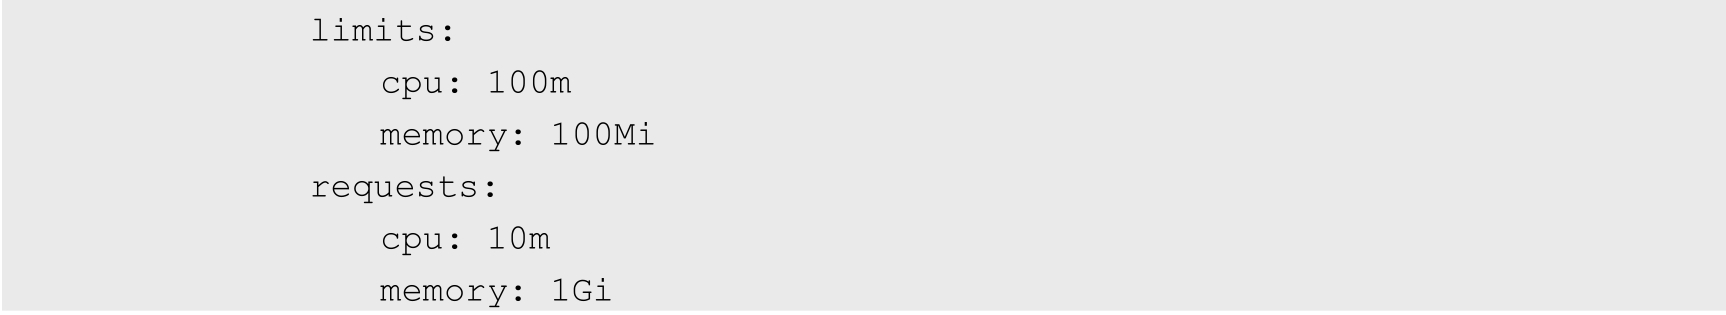 limits:
cpu: 100m
memory: 100Mi
requests:
cpu: 10m
memory: 1Gi